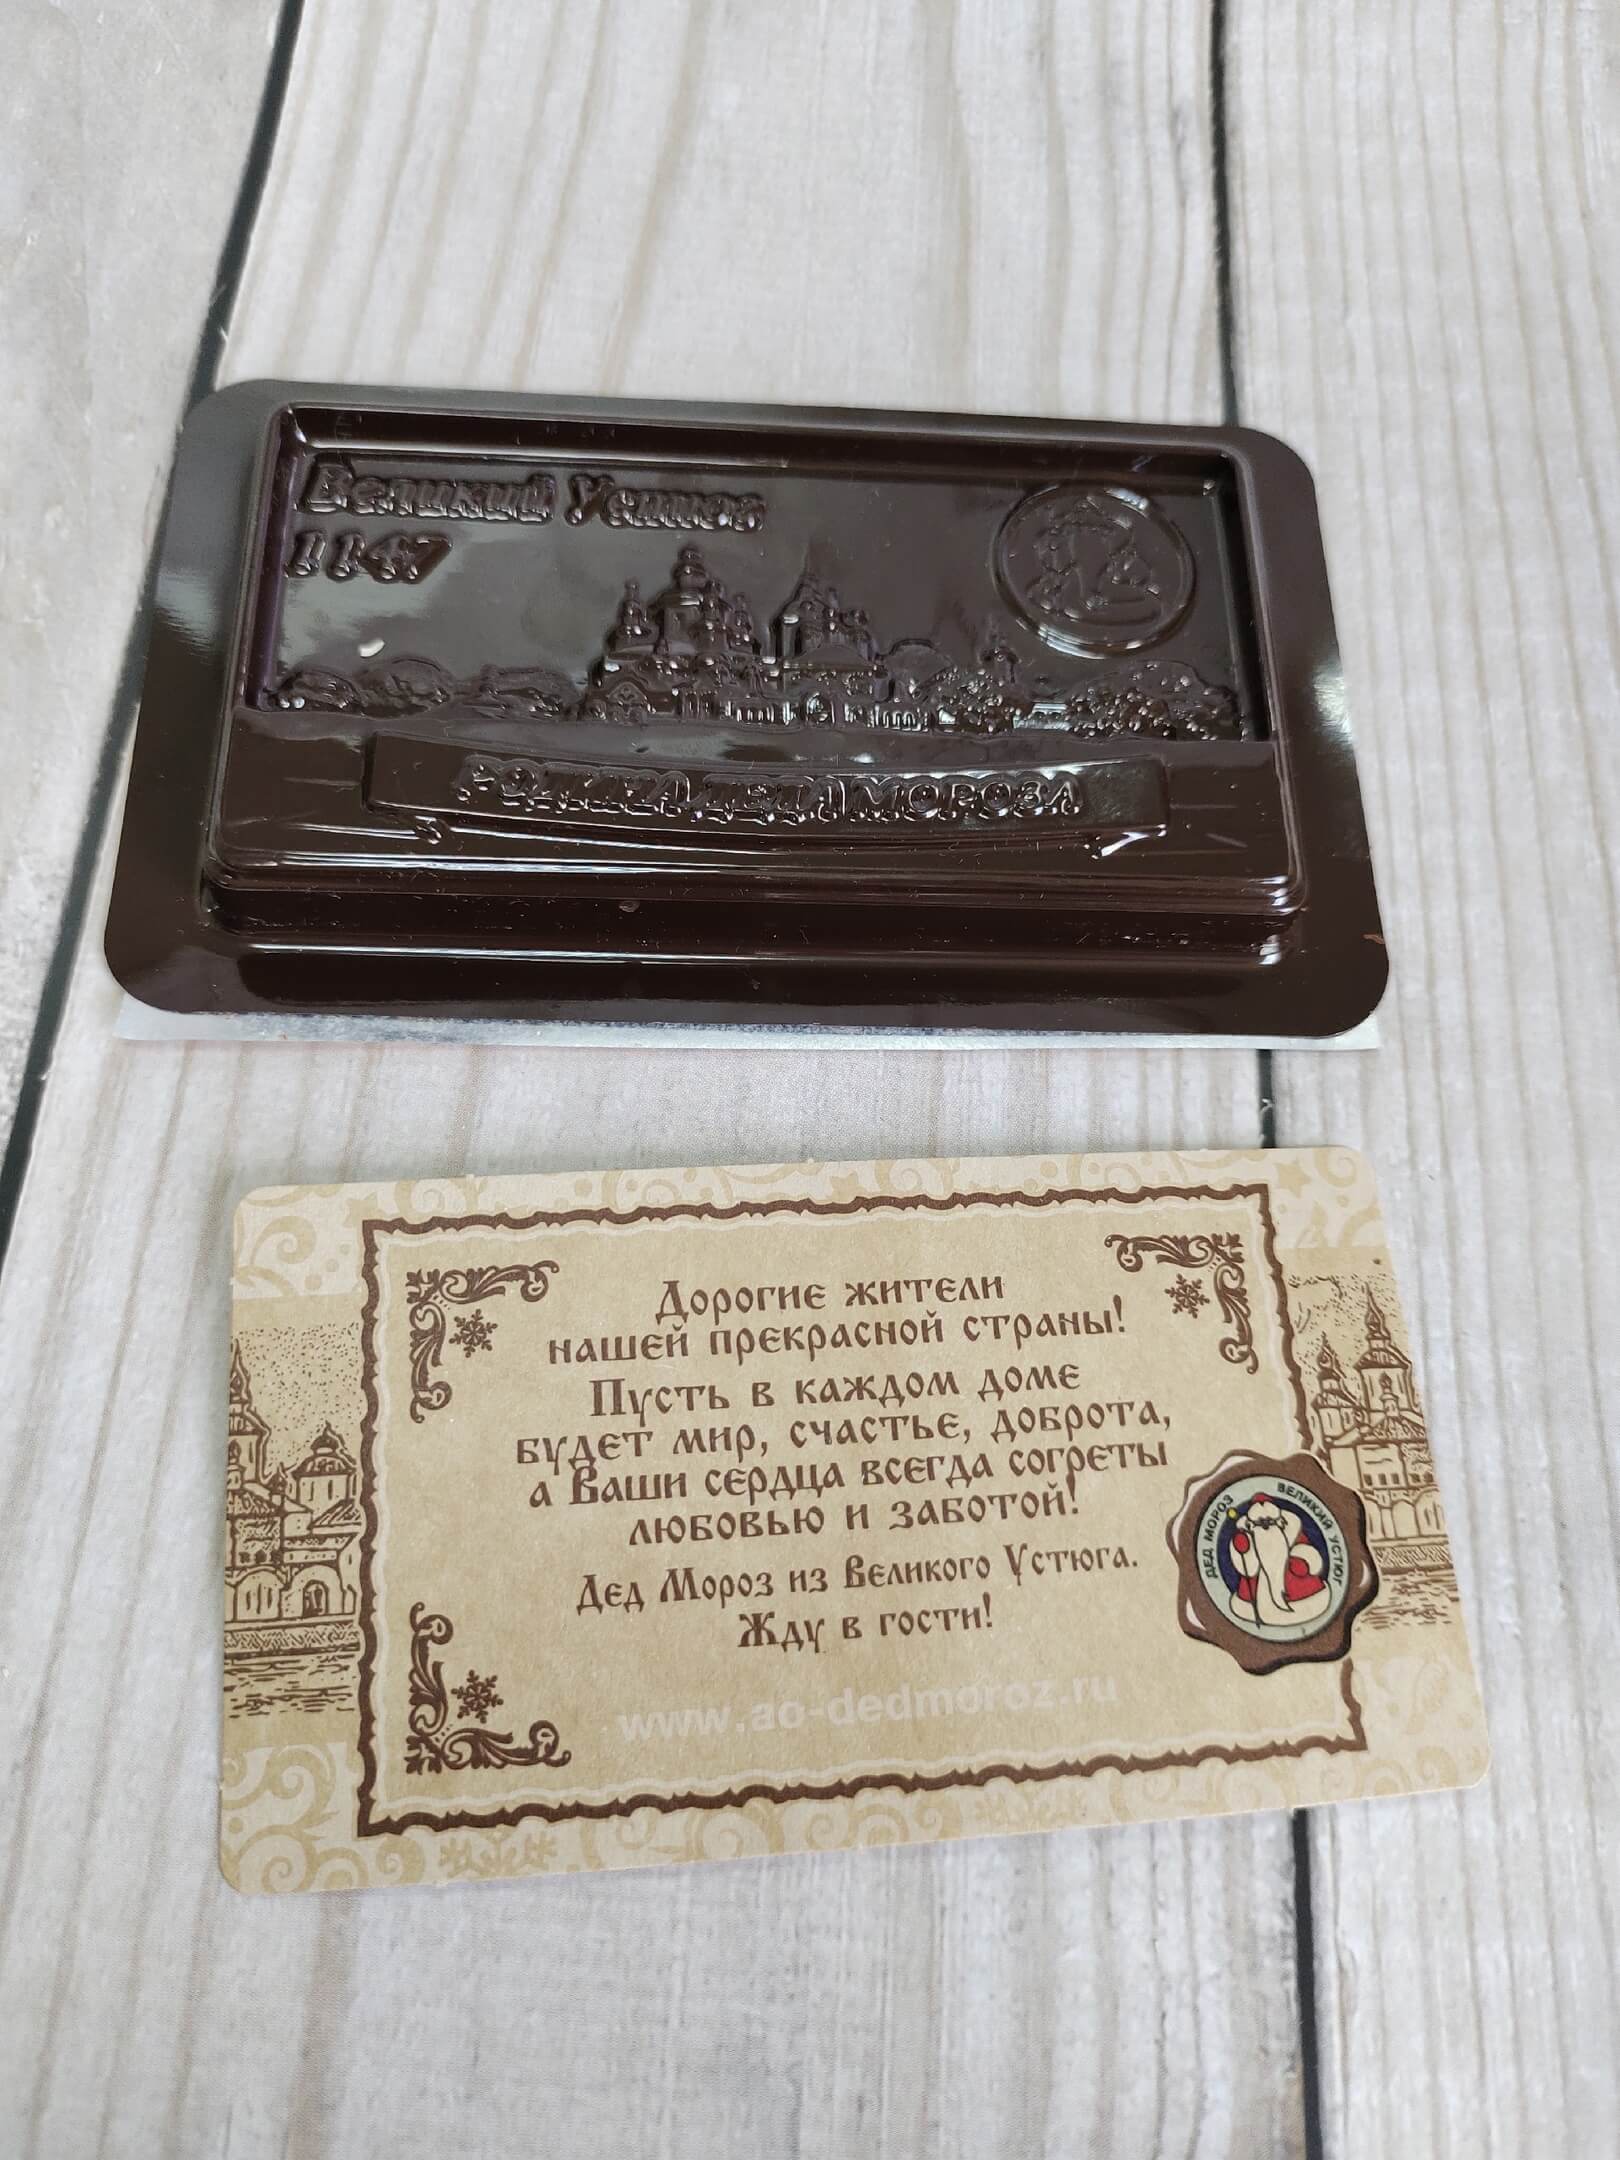 Великий Устюг
1147
РОДИНА ДЕДА МОРОЗА
Дорогие жители
нашей прекрасной страны!
Пусть в каждом доме
будет мир, счастье, доброта,
а Ваши сердца всегда согреты
любовью и заботой!
Дед Мороз из Великого Устюга.
Жду в гости!
www.ao-dedmoroz.ru
ДЕД МОРОЗ ВЕЛИКИЙ УСТЮГ